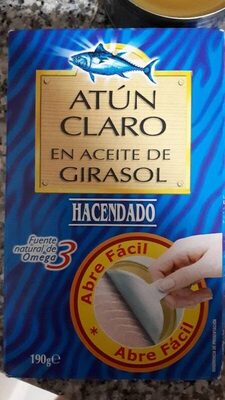 ATÚN
CLARO
EN ACEITE DE
GIRASOL
HACENDADO
Fuente
natural de
Omega 3
Abre Fácil
* Abre Fácil
190g℮